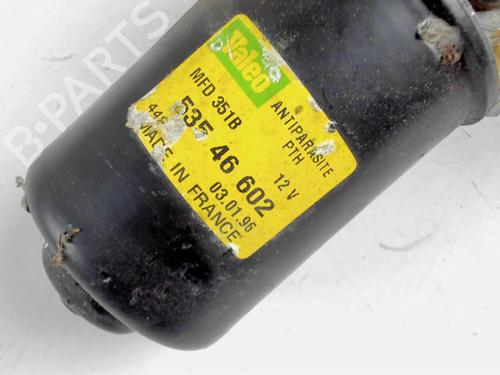 Valeo
MFD 351B
ANTIPARASITE
PTH
535 46 602
12 V
03.01.96
MADE IN FRANCE
B-PARTS